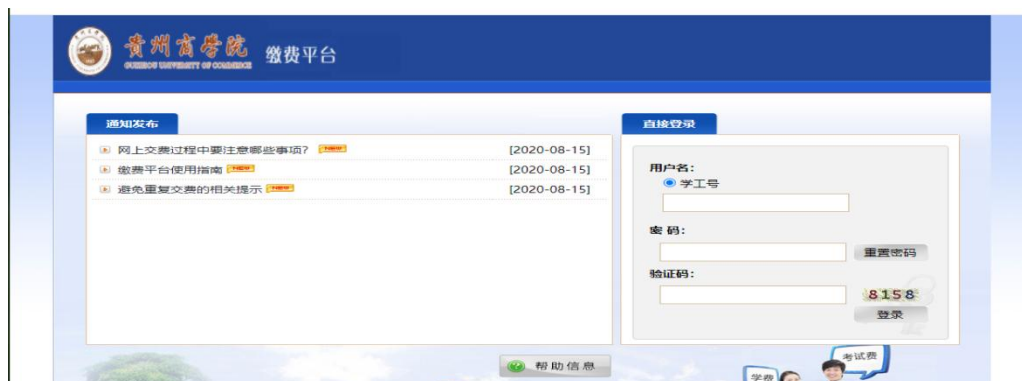 贵州商学院 缴费平台
GUIZHOU UNIVERSITY OF COMMERCE
通知发布
网上交费过程中要注意哪些事项? NEW [2020-08-15]
缴费平台使用指南 NEW [2020-08-15]
避免重复交费的相关提示 NEW [2020-08-15]
直接登录
用户名:
学工号
密 码:
重置密码
验证码:
8158
登录
帮助信息
考试费
学费